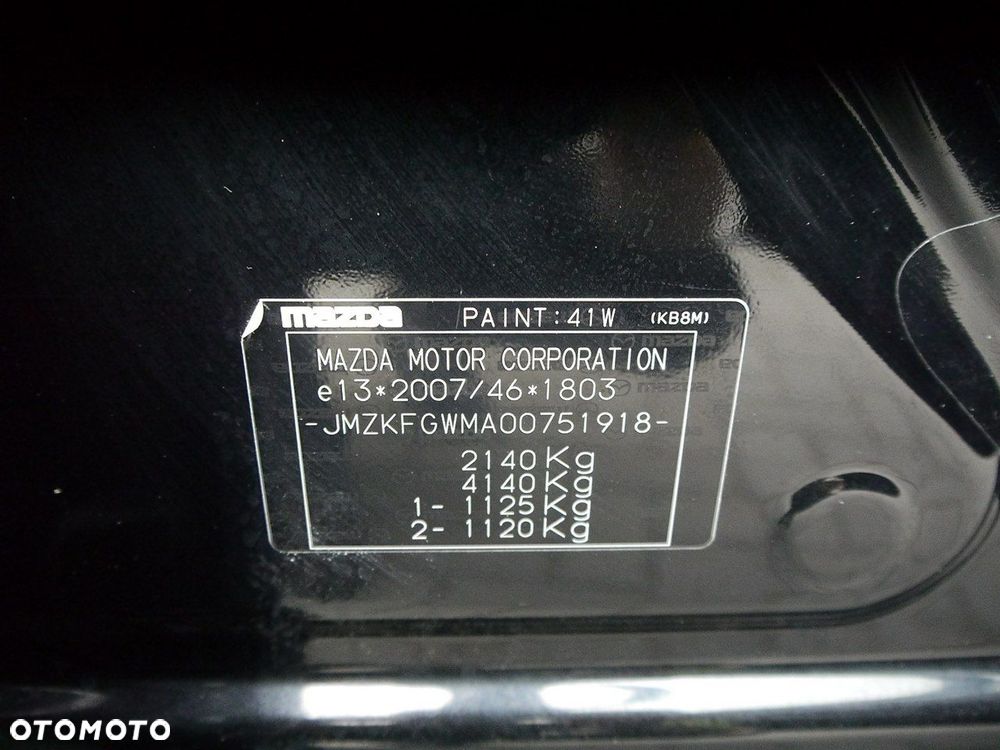 mazda PAINT:41W (KB8M)
MAZDA MOTOR CORPORATION
e13*2007/46*1803
-JMZKFGWMA00751918-
2140Kg
4140Kg
1- 1125Kg
2- 1120Kg
OTOMOTO